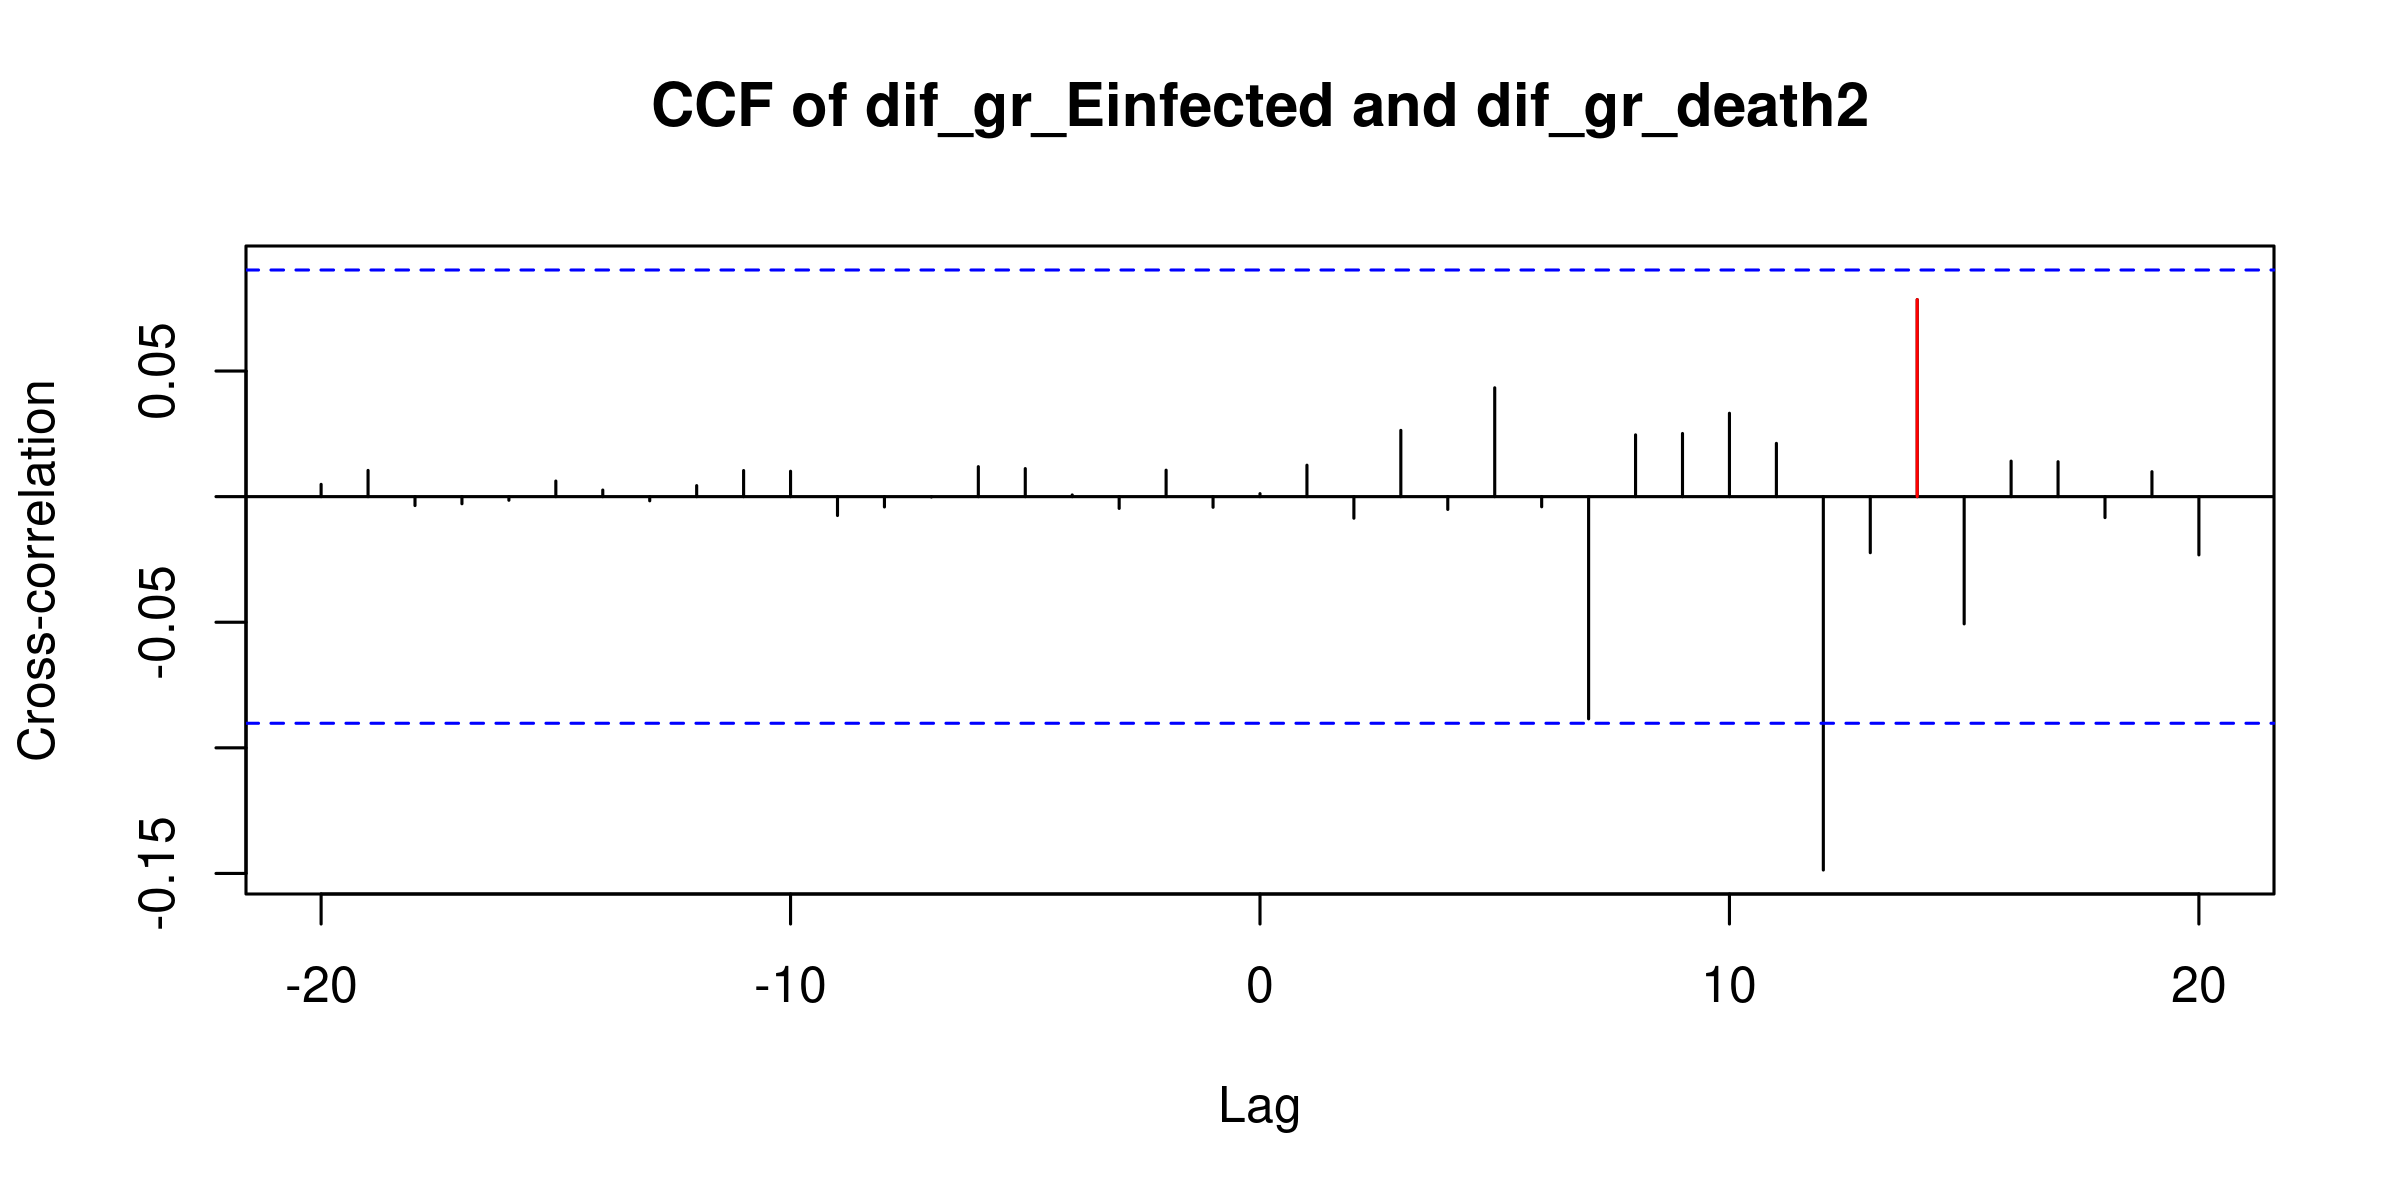 CCF of dif_gr_Einfected and dif_gr_death2
Cross-correlation
0.05
-0.05
-0.15
-20 -10 0 10 20
Lag